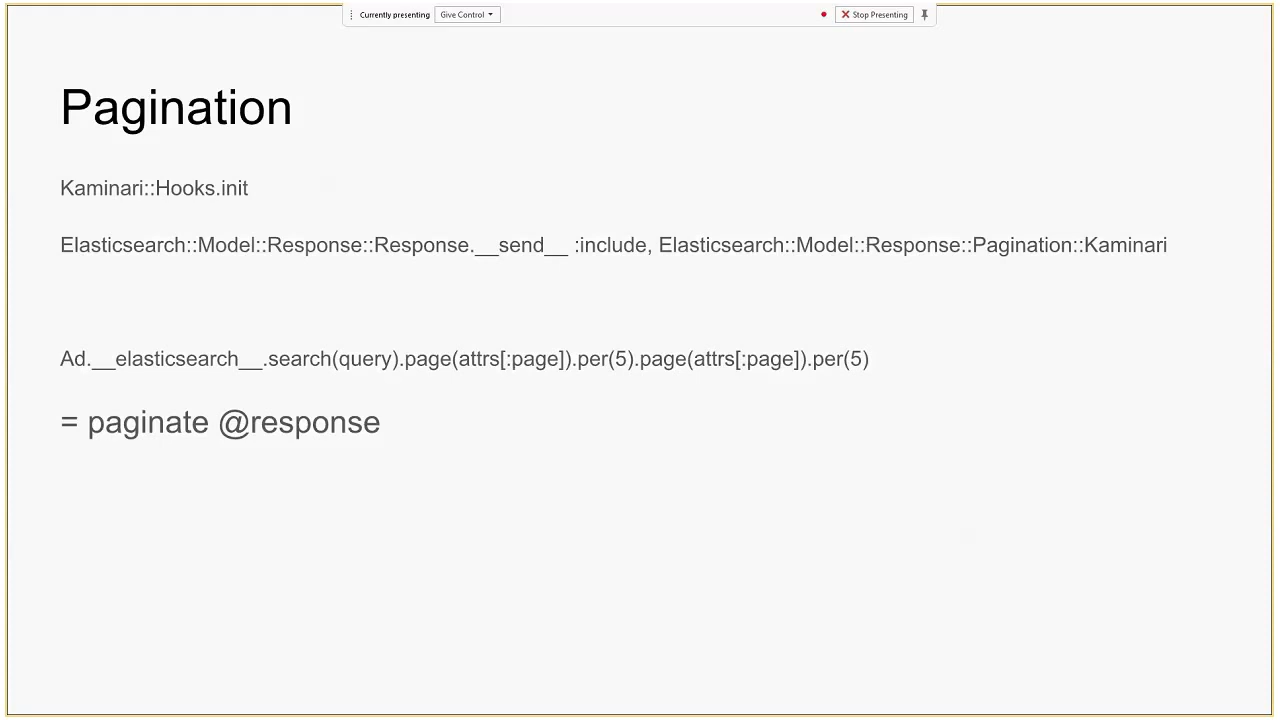 Currently presenting Give Control Stop Presenting
Pagination
Kaminari::Hooks.init
Elasticsearch::Model::Response::Response.__send__ :include, Elasticsearch::Model::Response::Pagination::Kaminari
Ad.__elasticsearch__.search(query).page(attrs[:page]).per(5).page(attrs[:page]).per(5)
= paginate @response